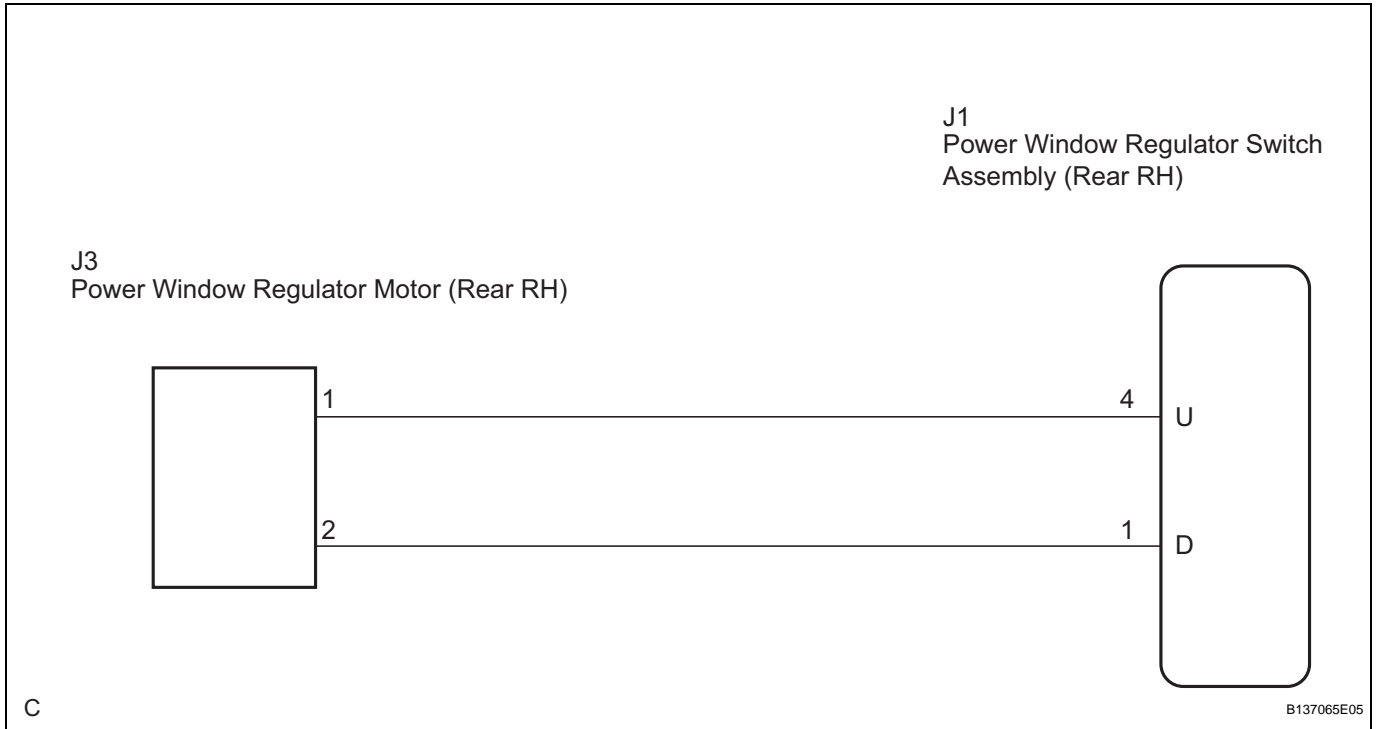 J1
Power Window Regulator Switch
Assembly (Rear RH)
J3
Power Window Regulator Motor (Rear RH)
1
4
U
2
1
D
C
B137065E05